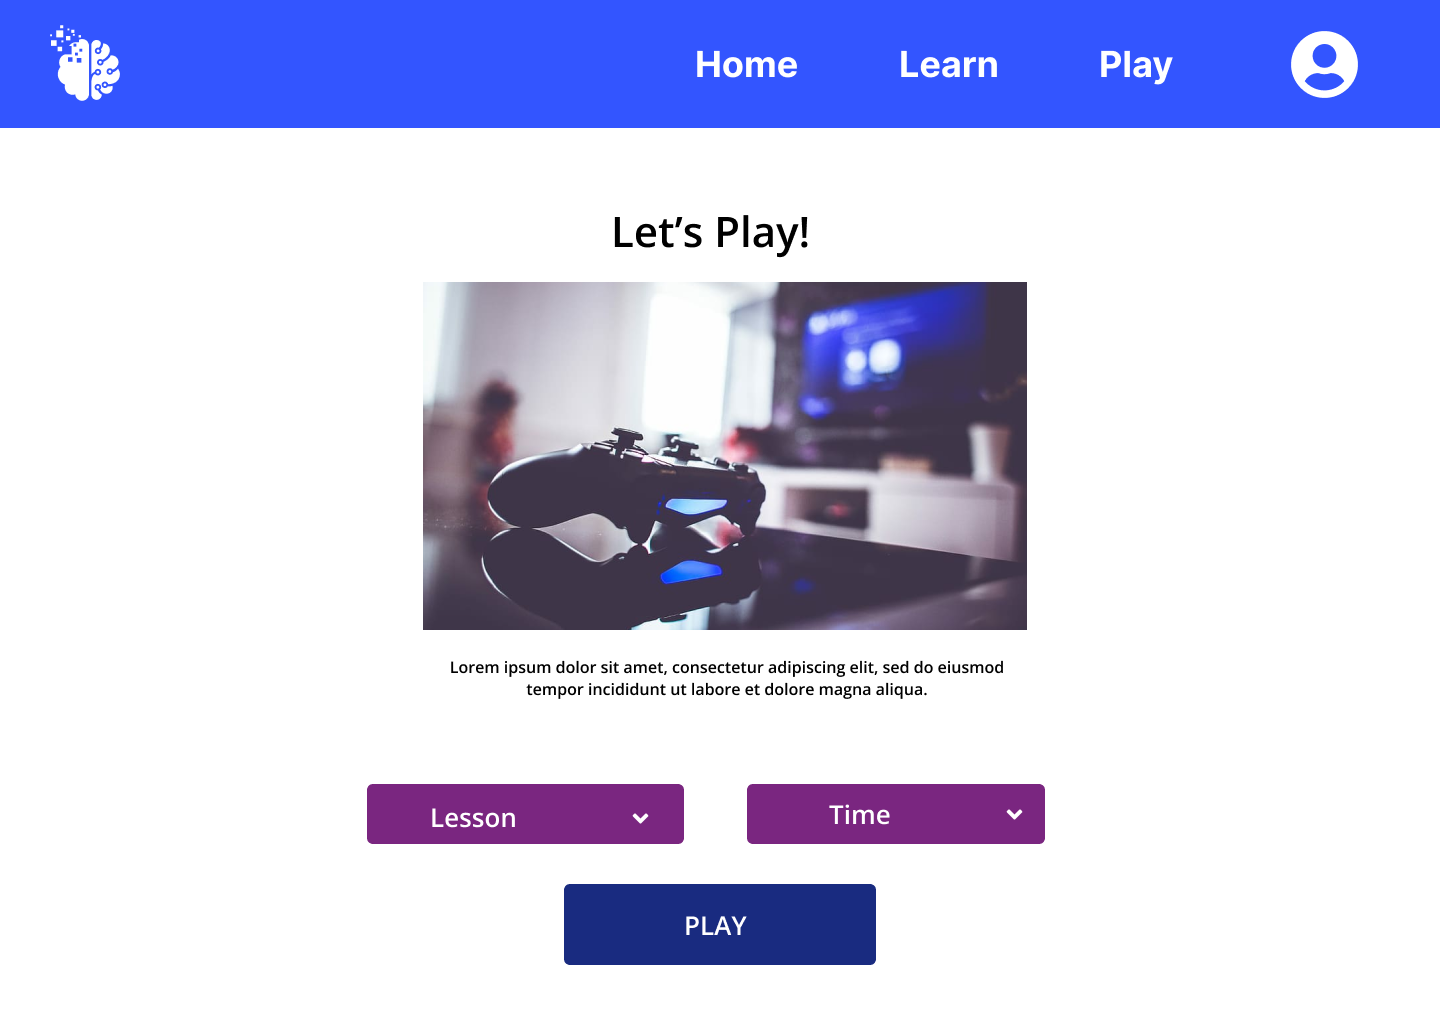 Home Learn Play
Let’s Play!
Lorem ipsum dolor sit amet, consectetur adipiscing elit, sed do eiusmod
tempor incididunt ut labore et dolore magna aliqua.
Lesson Time
PLAY